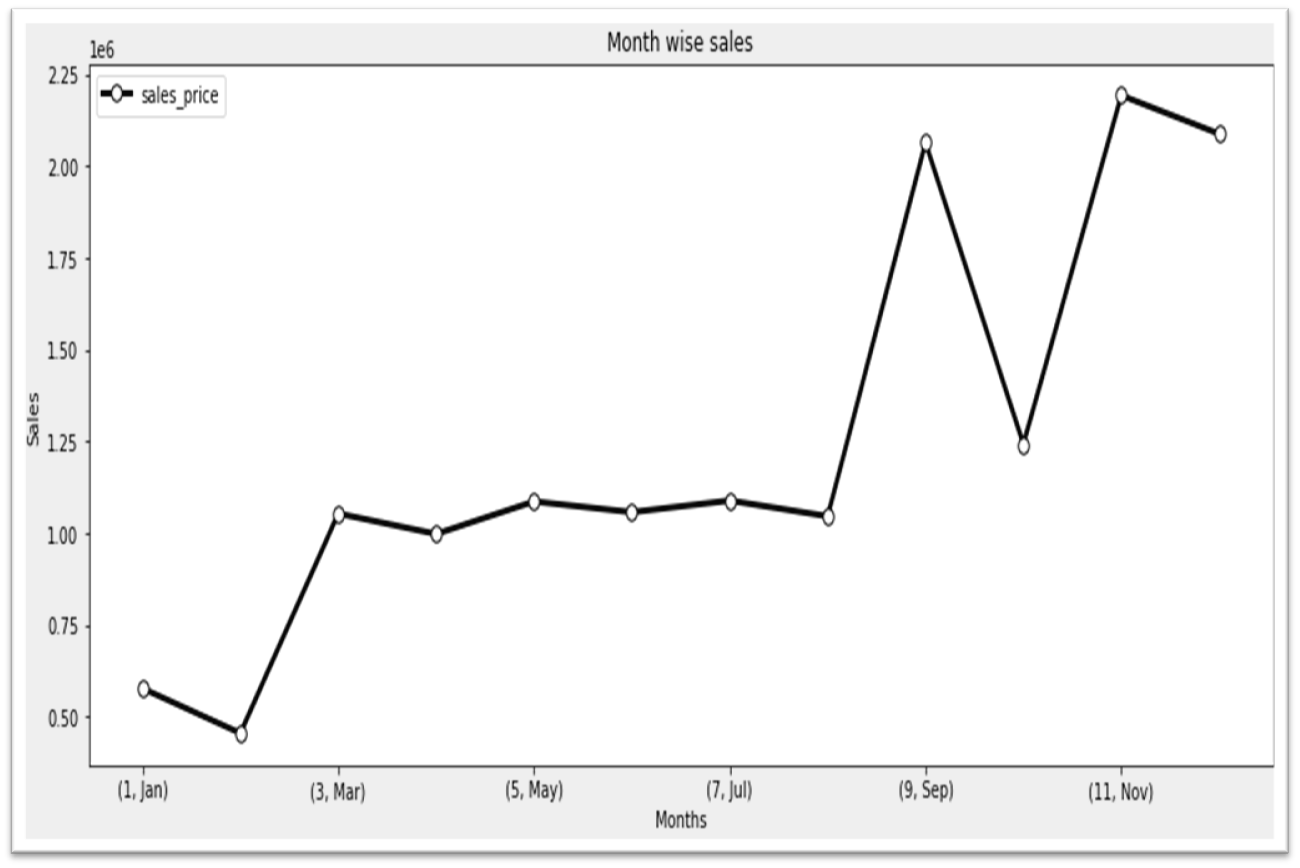 Month wise sales
1e6
sales_price
2.25
2.00
1.75
1.50
1.25
1.00
0.75
0.50
Sales
(1, Jan) (3, Mar) (5, May) (7, Jul) (9, Sep) (11, Nov)
Months